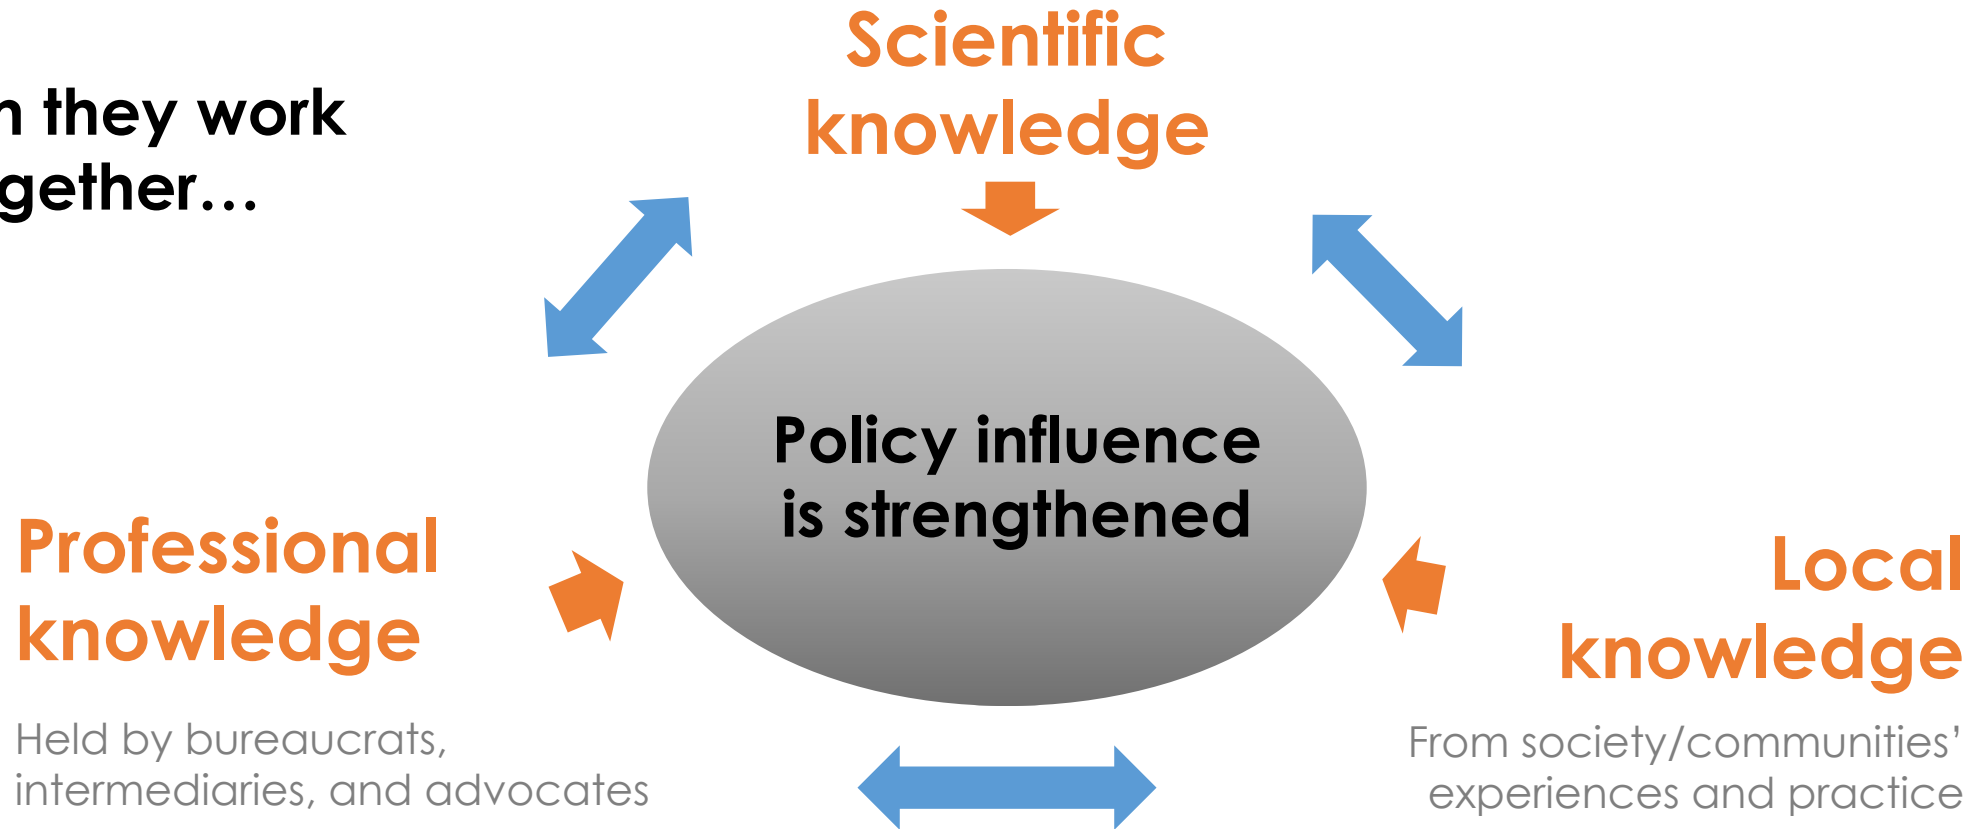 Scientific
knowledge
they work
Policy influence
is strengthened
Professional
knowledge
Held by bureaucrats,
intermediaries, and advocates
Local
knowledge
From society/communities’
experiences and practice